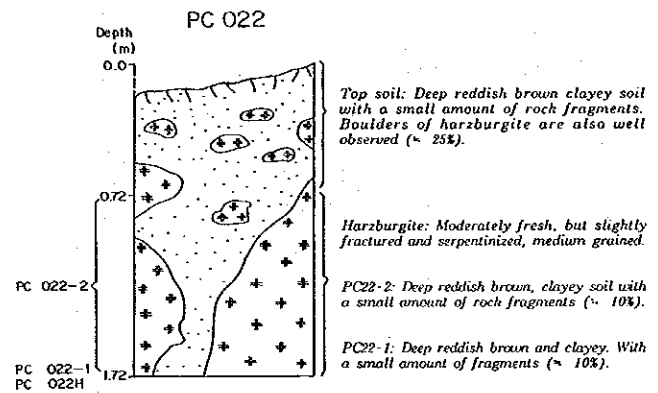 PC 022
Depth
(m)
0.0
0.72
PC 022-2
PC 022-1
PC 022H
1.72
Top soil: Deep reddish brown clayey soil
with a small amount of rock fragments.
Boulders of harzburgite are also well
observed (≒ 25%).
Harzburgite: Moderately fresh, but slightly
fractured and serpentinized, medium grained.
PC22-2: Deep reddish brown, clayey soil with
a small amount of rock fragments (≒ 10%).
PC22-1: Deep reddish brown and clayey. With
a small amount of fragments (≒ 10%).